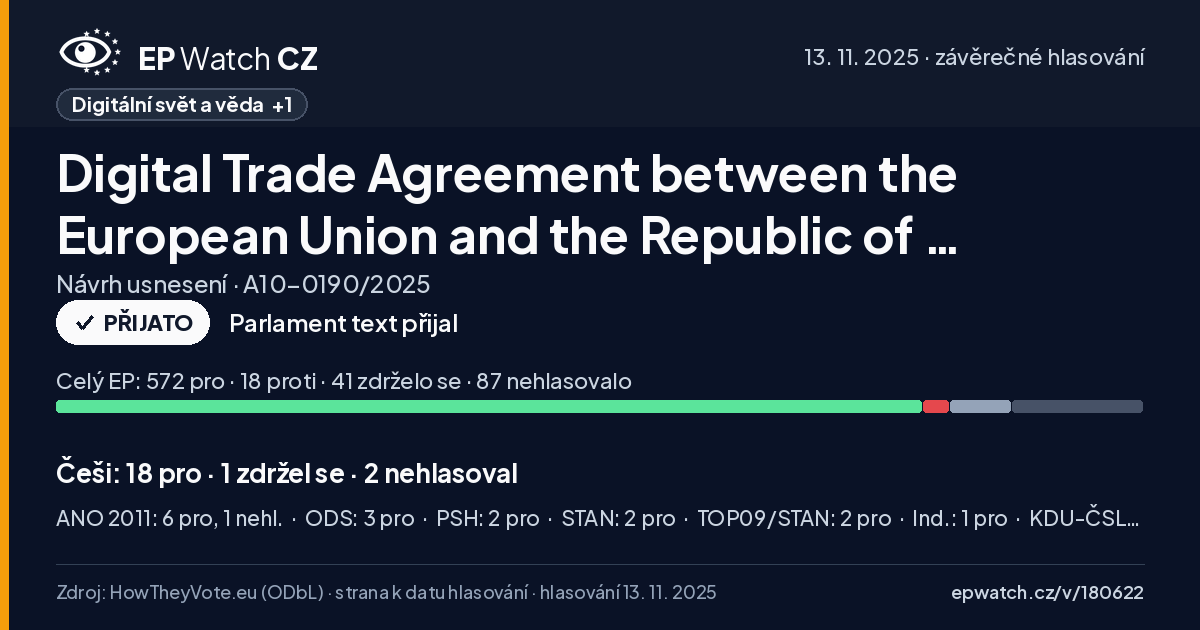 EP Watch CZ
13. 11. 2025 · závěrečné hlasování
Digitální svět a věda +1
Digital Trade Agreement between the
European Union and the Republic of …
Návrh usnesení · A10–0190/2025
✓ PŘIJATO Parlament text přijal
Celý EP: 572 pro · 18 proti · 41 zdrželo se · 87 nehlasovalo
Češi: 18 pro · 1 zdržel se · 2 nehlasoval
ANO 2011: 6 pro, 1 nehl. · ODS: 3 pro · PSH: 2 pro · STAN: 2 pro · TOP09/STAN: 2 pro · Ind.: 1 pro · KDU-ČSL…
Zdroj: HowTheyVote.eu (ODbL) · strana k datu hlasování · hlasování 13. 11. 2025
epwatch.cz/v/180622